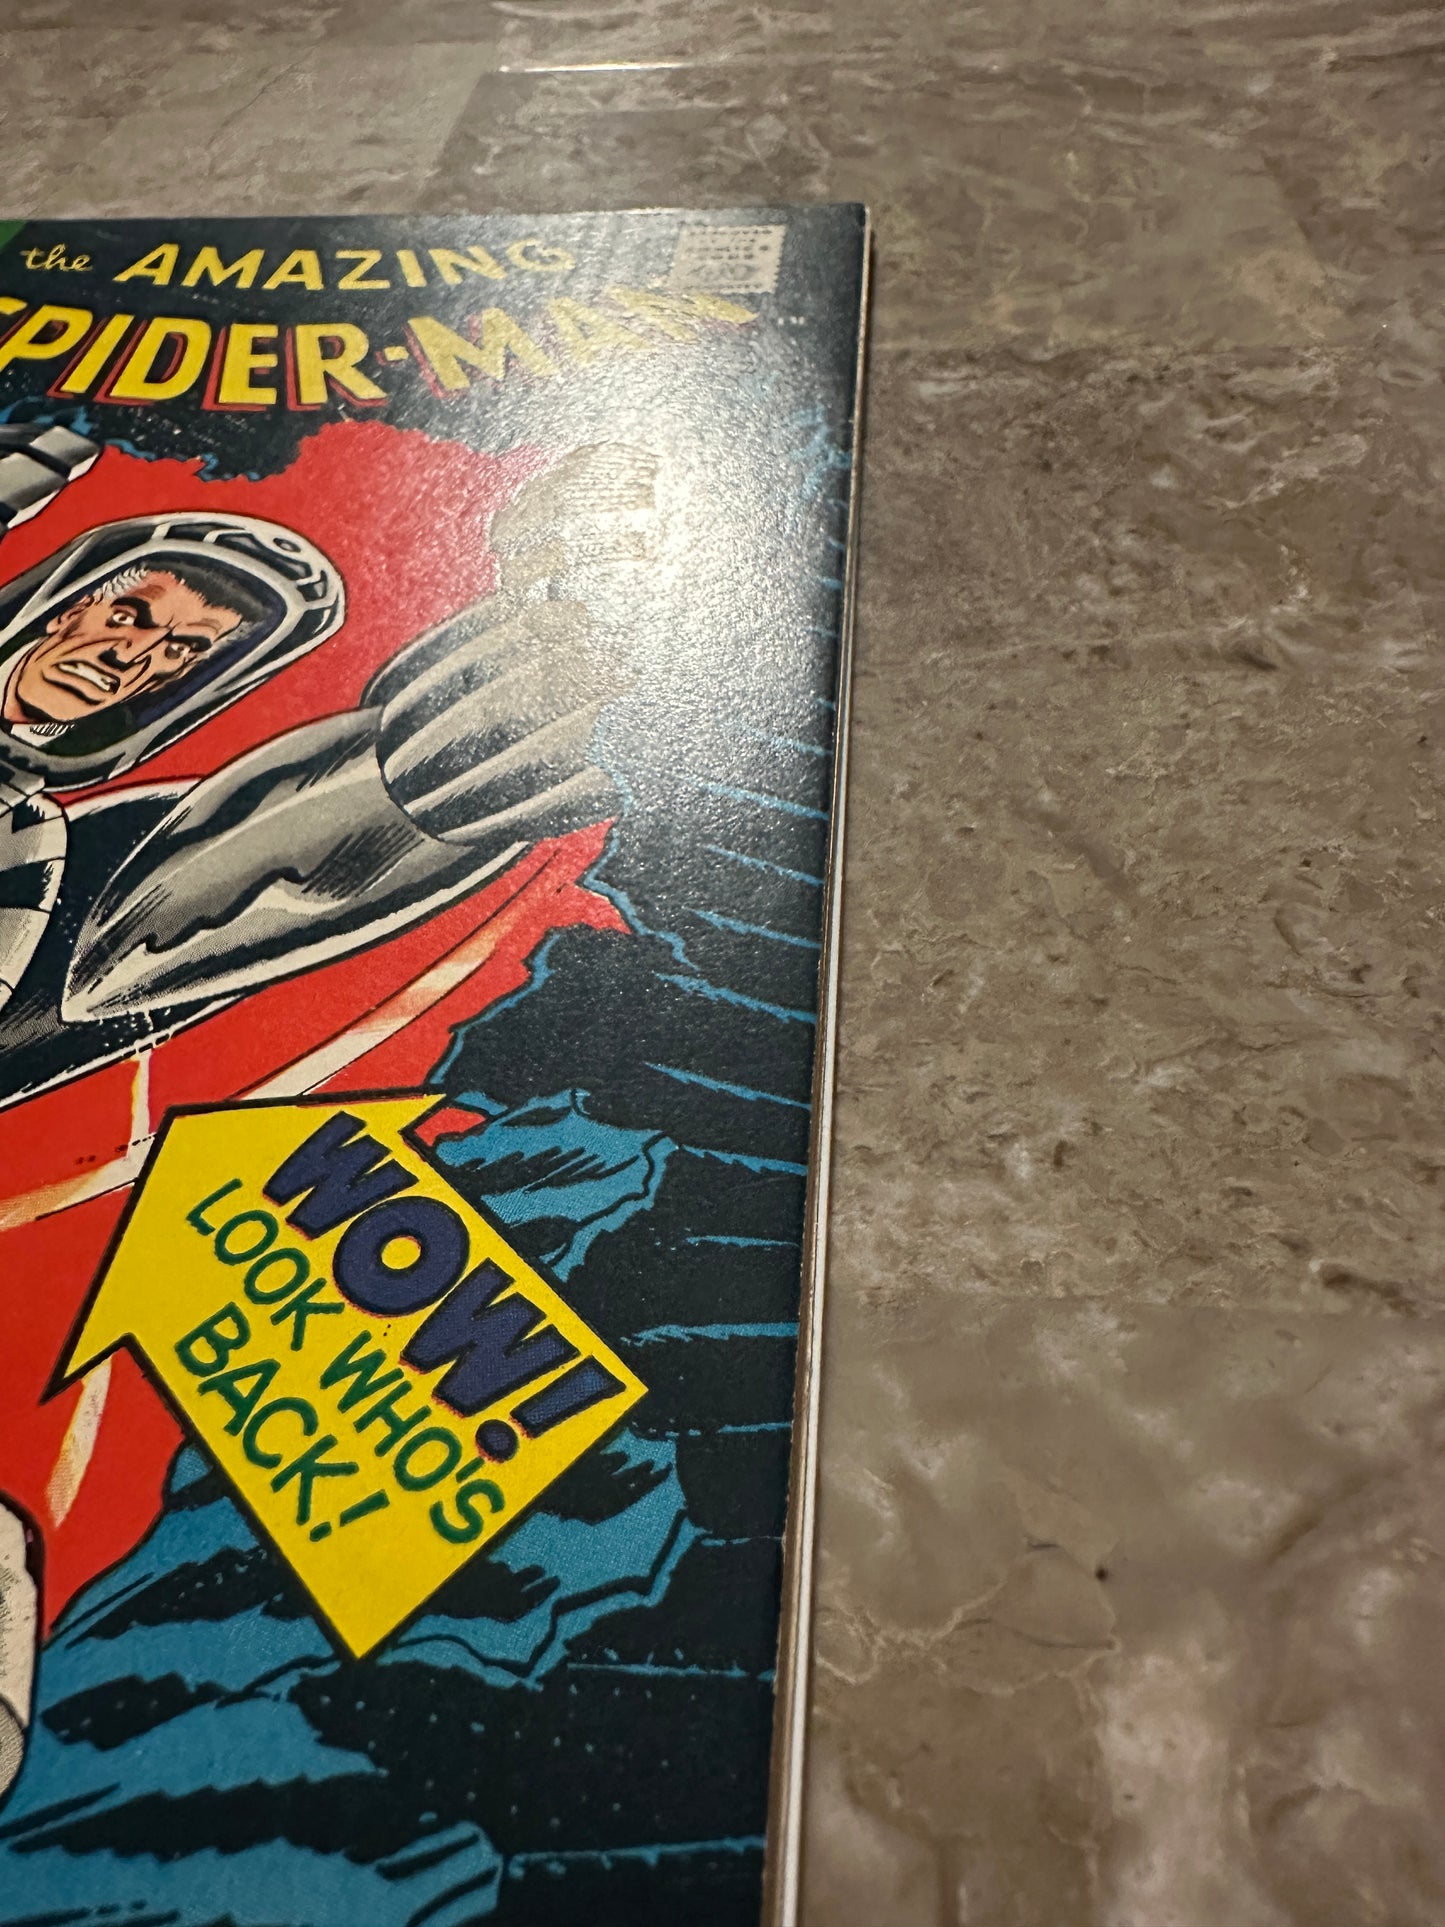 the AMAZING
SPIDER-MAN
WOW!
LOOK WHO'S
BACK!